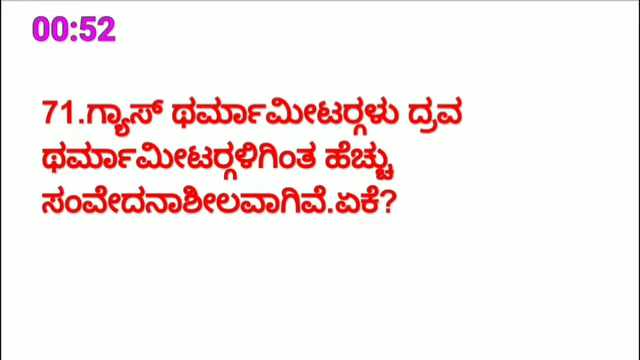 00:52
71.ಗ್ಯಾಸ್ ಥರ್ಮಾಮೀಟರ್‍ಗಳು ದ್ರವ
ಥರ್ಮಾಮೀಟರ್‍ಗಳಿಗಿಂತ ಹೆಚ್ಚು
ಸಂವೇದನಾಶೀಲವಾಗಿವೆ.ಏಕೆ?